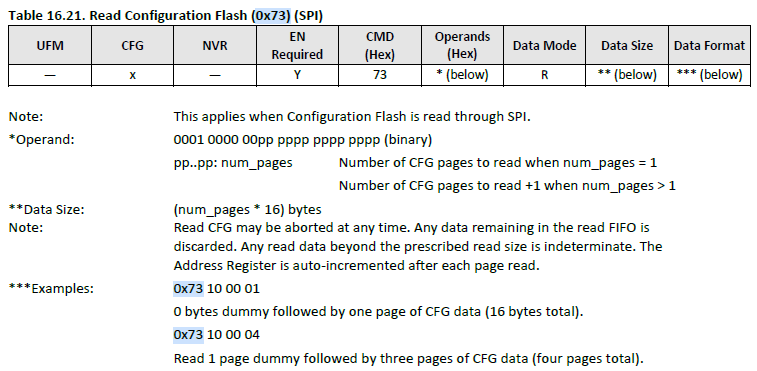 Table 16.21. Read Configuration Flash (0x73) (SPI)
UFM CFG NVR EN Required CMD (Hex) Operands (Hex) Data Mode Data Size Data Format
— x — Y 73 * (below) R ** (below) *** (below)
Note: This applies when Configuration Flash is read through SPI.
*Operand: 0001 0000 00pp pppp pppp pppp (binary)
pp..pp: num_pages Number of CFG pages to read when num_pages = 1
Number of CFG pages to read +1 when num_pages > 1
**Data Size: (num_pages * 16) bytes
Note: Read CFG may be aborted at any time. Any data remaining in the read FIFO is
discarded. Any read data beyond the prescribed read size is indeterminate. The
Address Register is auto-incremented after each page read.
***Examples: 0x73 10 00 01
0 bytes dummy followed by one page of CFG data (16 bytes total).
0x73 10 00 04
Read 1 page dummy followed by three pages of CFG data (four pages total).